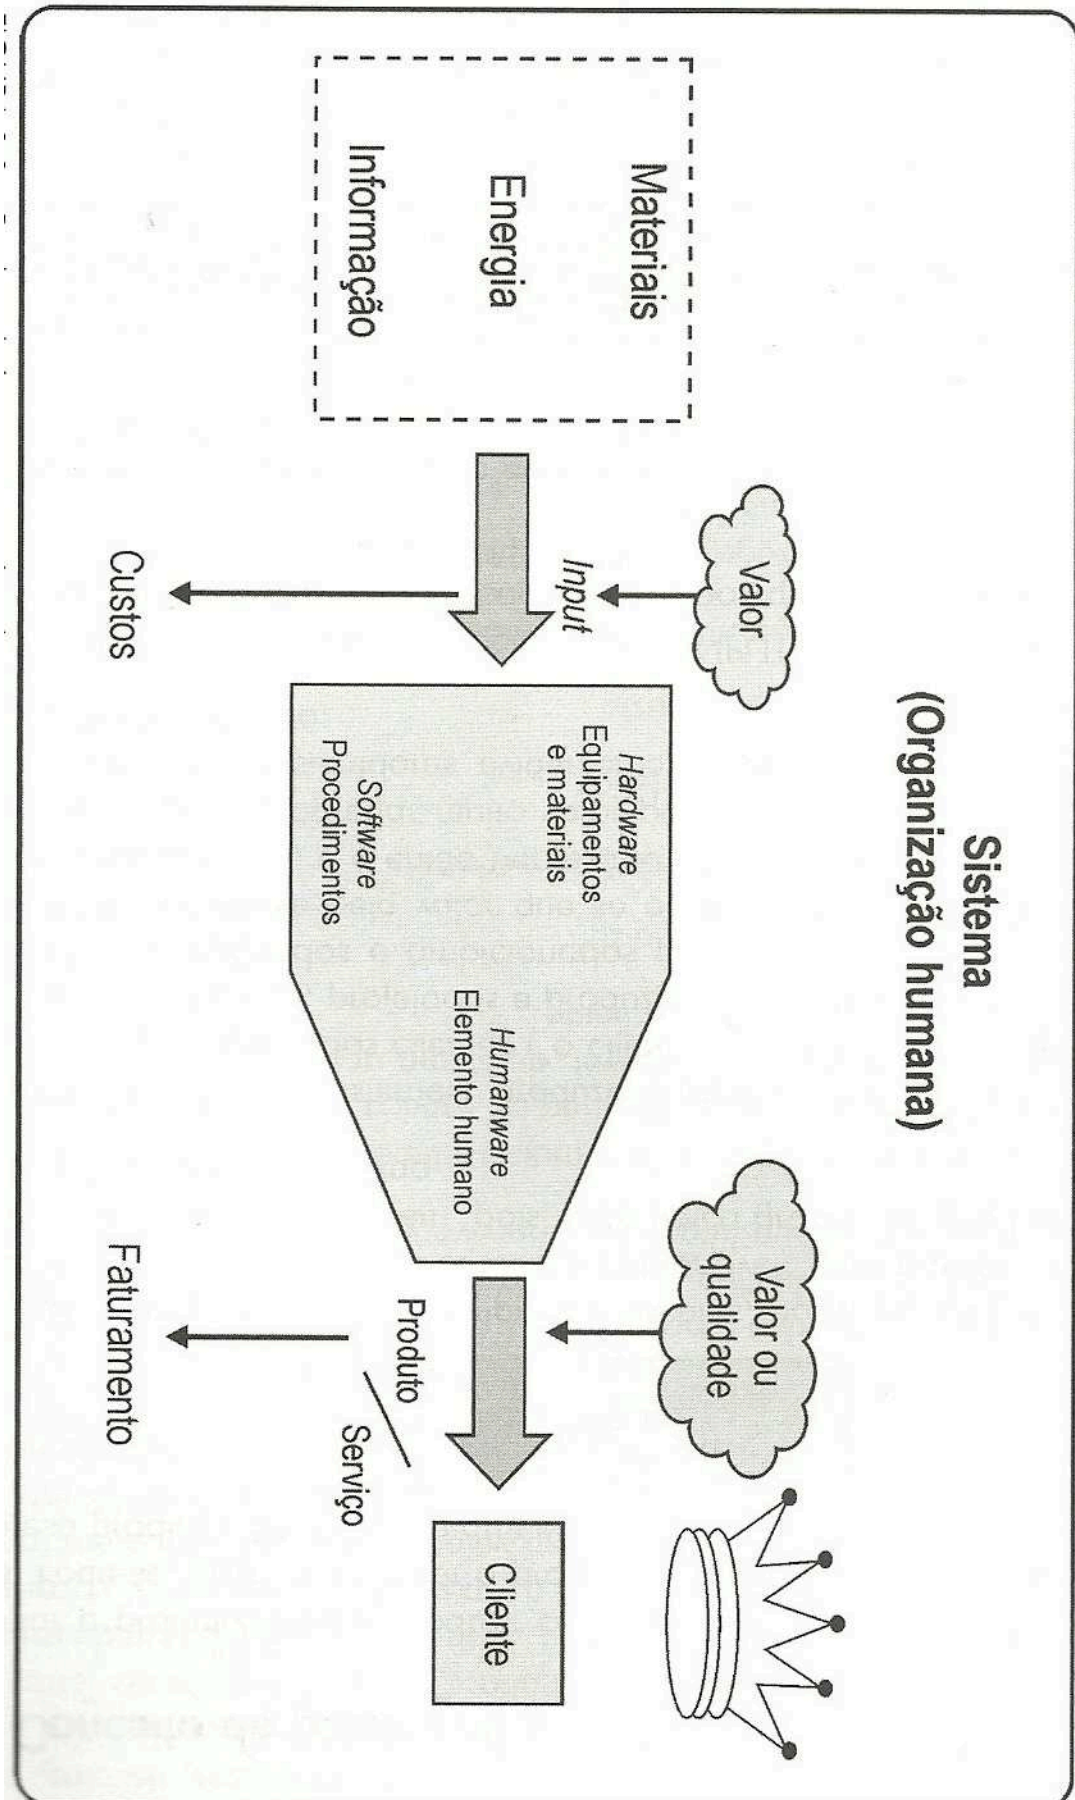 Sistema
(Organização humana)
Valor
Valor ou
qualidade
Materiais
Energia
Informação
Input
Hardware
Equipamentos
e materiais
Software
Procedimentos
Humanware
Elemento humano
Produto
Serviço
Cliente
Custos
Faturamento